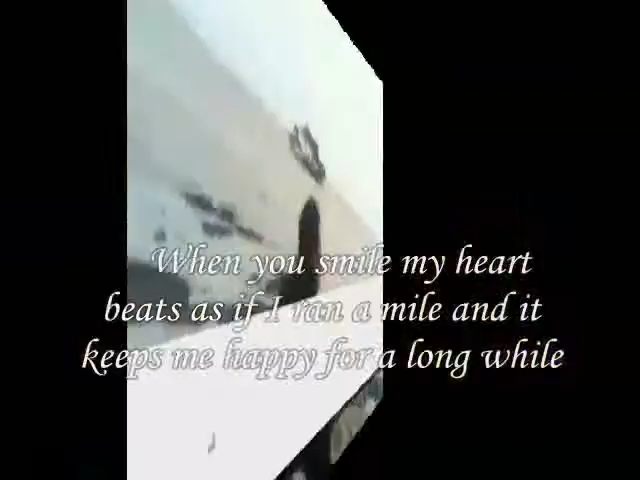 When you smile my heart
beats as if I ran a mile and it
keeps me happy for a long while